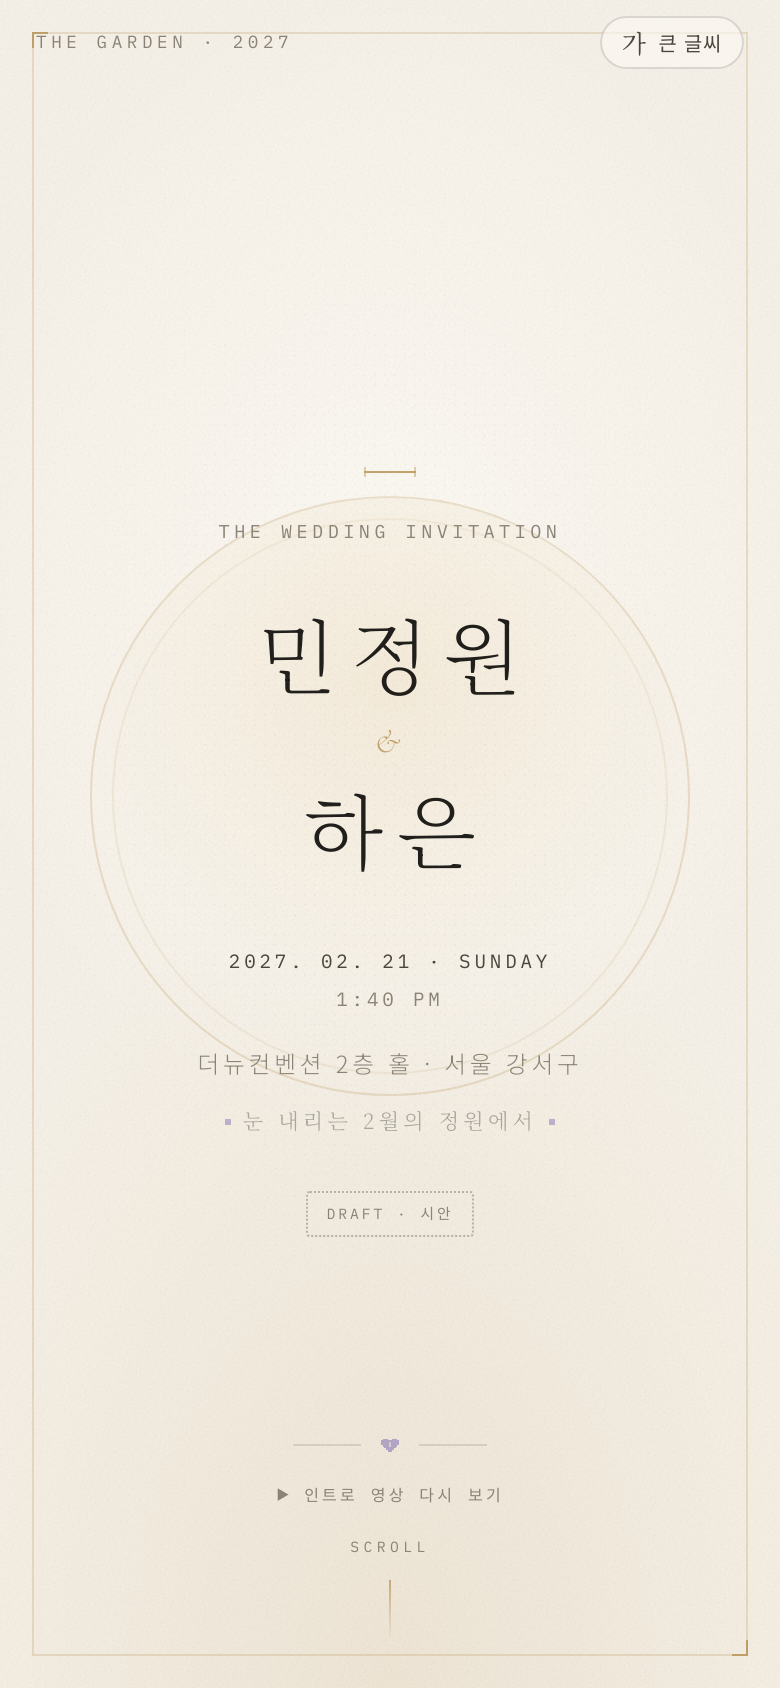 THE GARDEN · 2027
가 큰 글씨
THE WEDDING INVITATION
민정원
&
하은
2027. 02. 21 · SUNDAY
1:40 PM
더뉴컨벤션 2층 홀 · 서울 강서구
눈 내리는 2월의 정원에서
DRAFT · 시안
▶ 인트로 영상 다시 보기
SCROLL